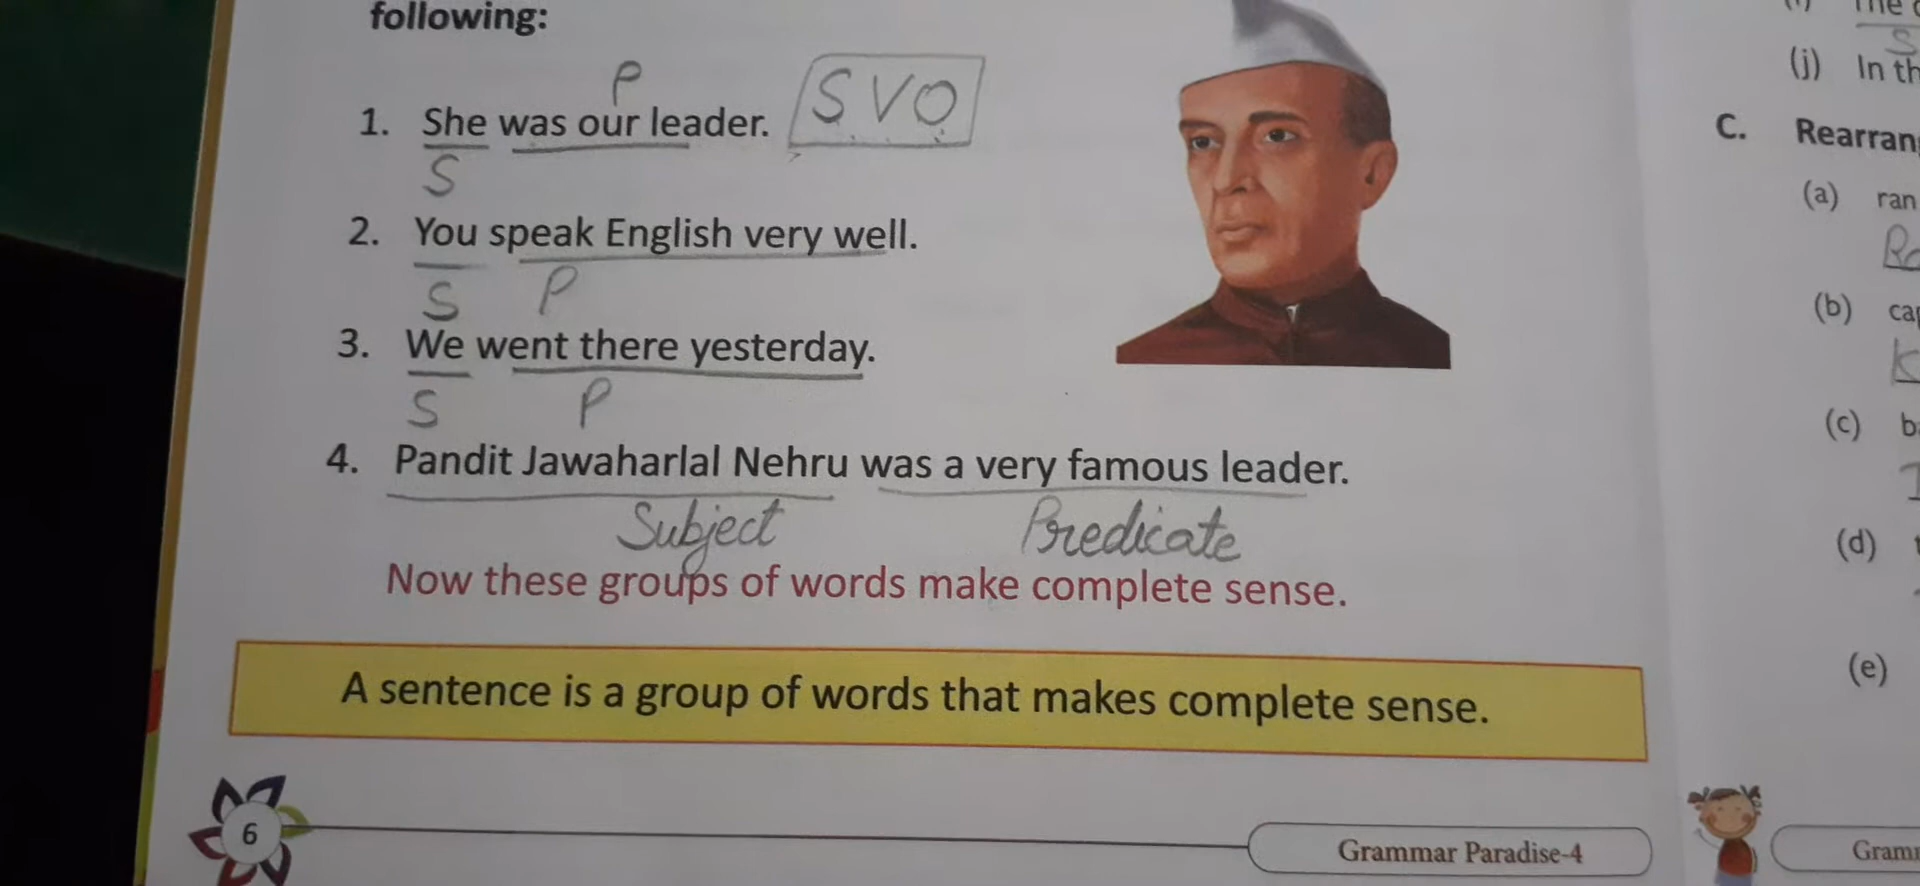 following:
P
1. She was our leader. SVO
S
2. You speak English very well.
S P
3. We went there yesterday.
S P
4. Pandit Jawaharlal Nehru was a very famous leader.
Subject Predicate
Now these groups of words make complete sense.
A sentence is a group of words that makes complete sense.
6
Grammar Paradise-4
S
(j) In th
C. Rearran
(a) ran
(b) ca
K
(c) b
(d)
(e)
Gram